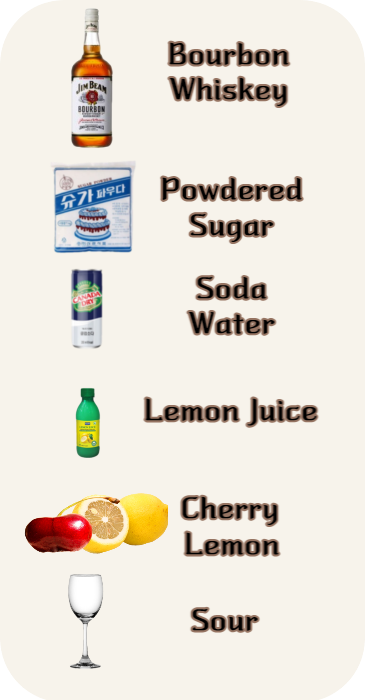 JIM BEAM
BOURBON
Bourbon
Whiskey
슈가 파우다
Powdered
Sugar
CANADA
DRY
Soda
Water
Lemon Juice
Cherry
Lemon
Sour